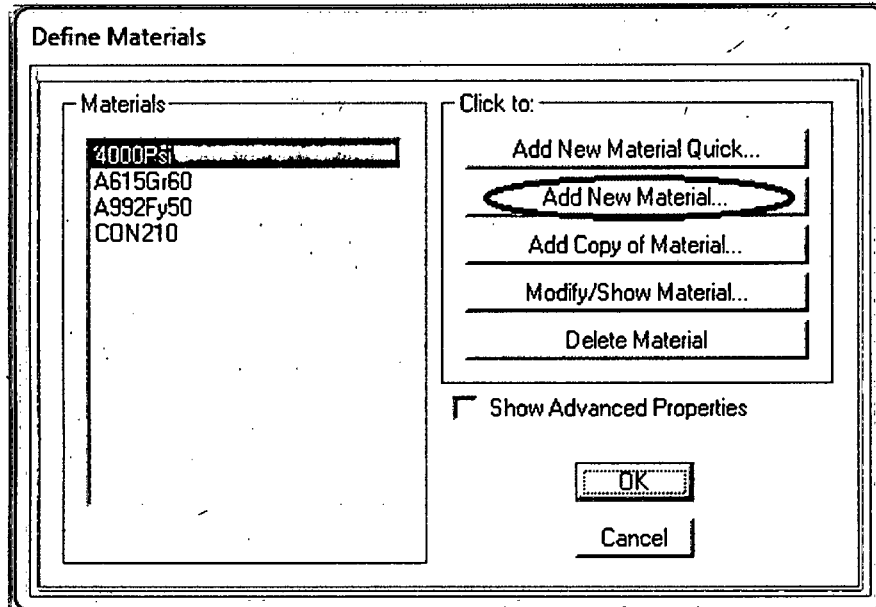 Define Materials
Materials
4000Psi
A615Gr60
A992Fy50
CON210
Click to:
Add New Material Quick...
Add New Material...
Add Copy of Material...
Modify/Show Material...
Delete Material
Show Advanced Properties
OK
Cancel